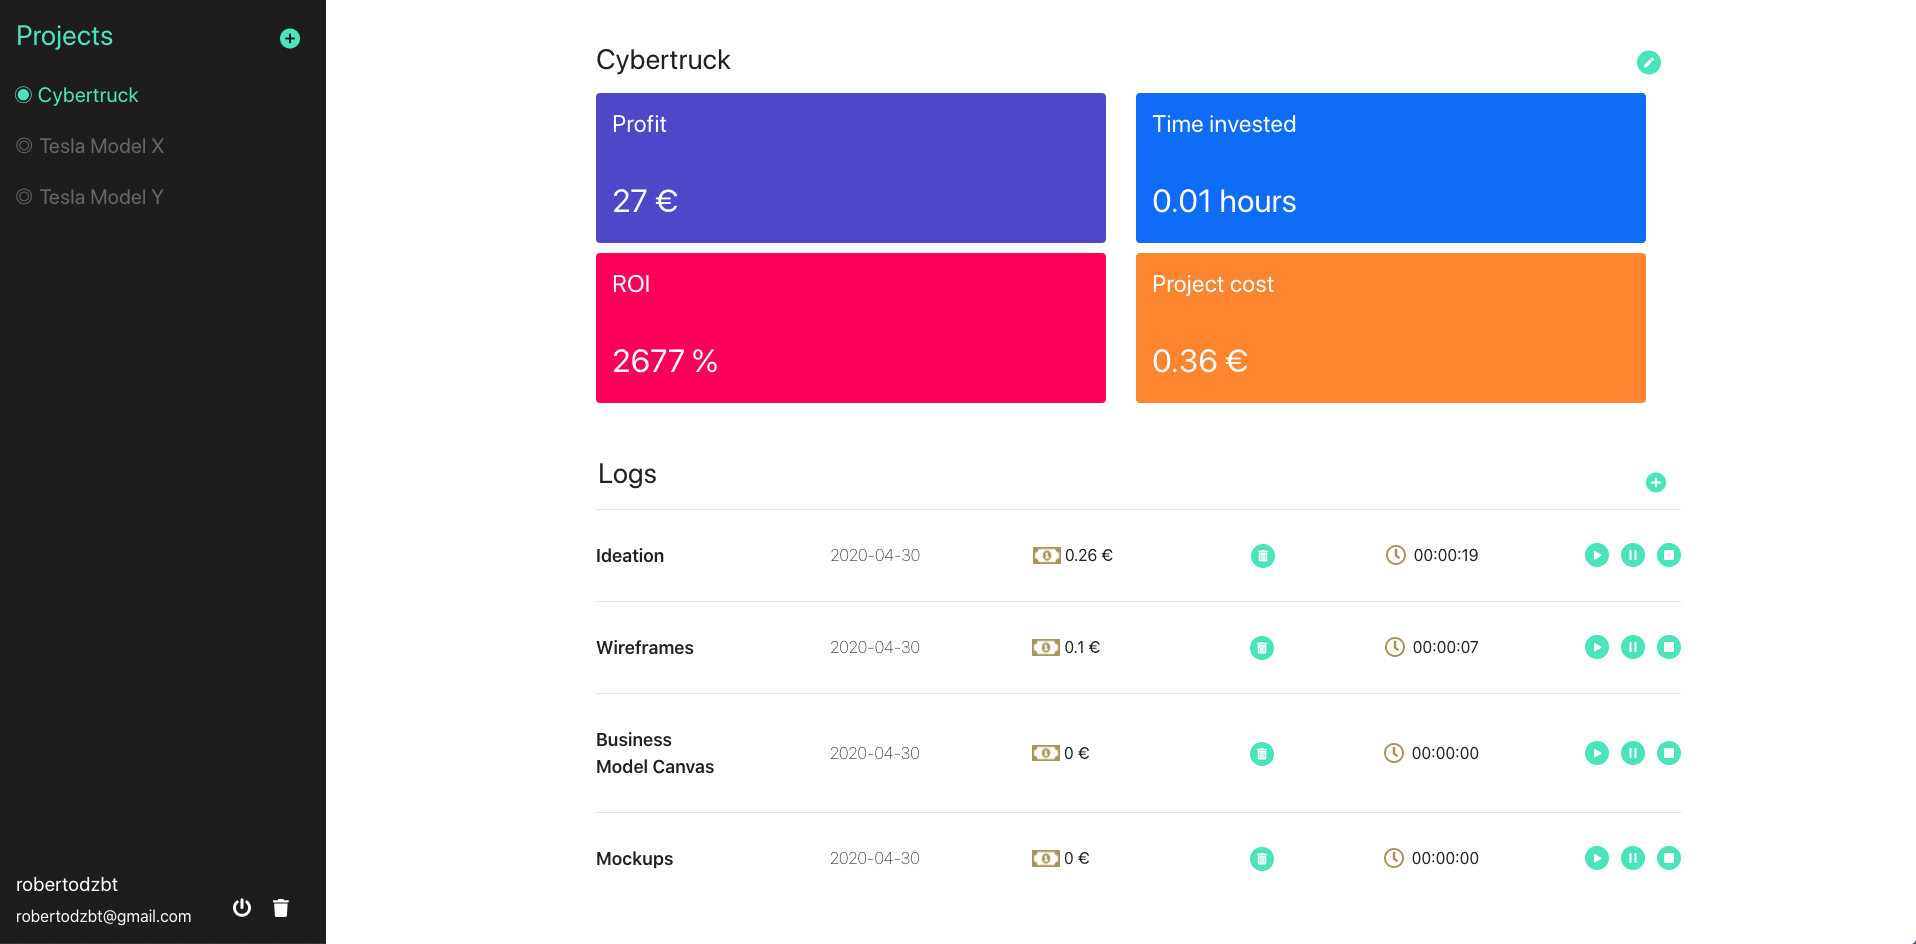 Projects
Cybertruck
Tesla Model X
Tesla Model Y
robertodzbt
robertodzbt@gmail.com
Cybertruck
Profit
27 €
Time invested
0.01 hours
ROI
2677 %
Project cost
0.36 €
Logs
Ideation 2020-04-30 0.26 € 00:00:19
Wireframes 2020-04-30 0.1 € 00:00:07
Business
Model Canvas 2020-04-30 0 € 00:00:00
Mockups 2020-04-30 0 € 00:00:00